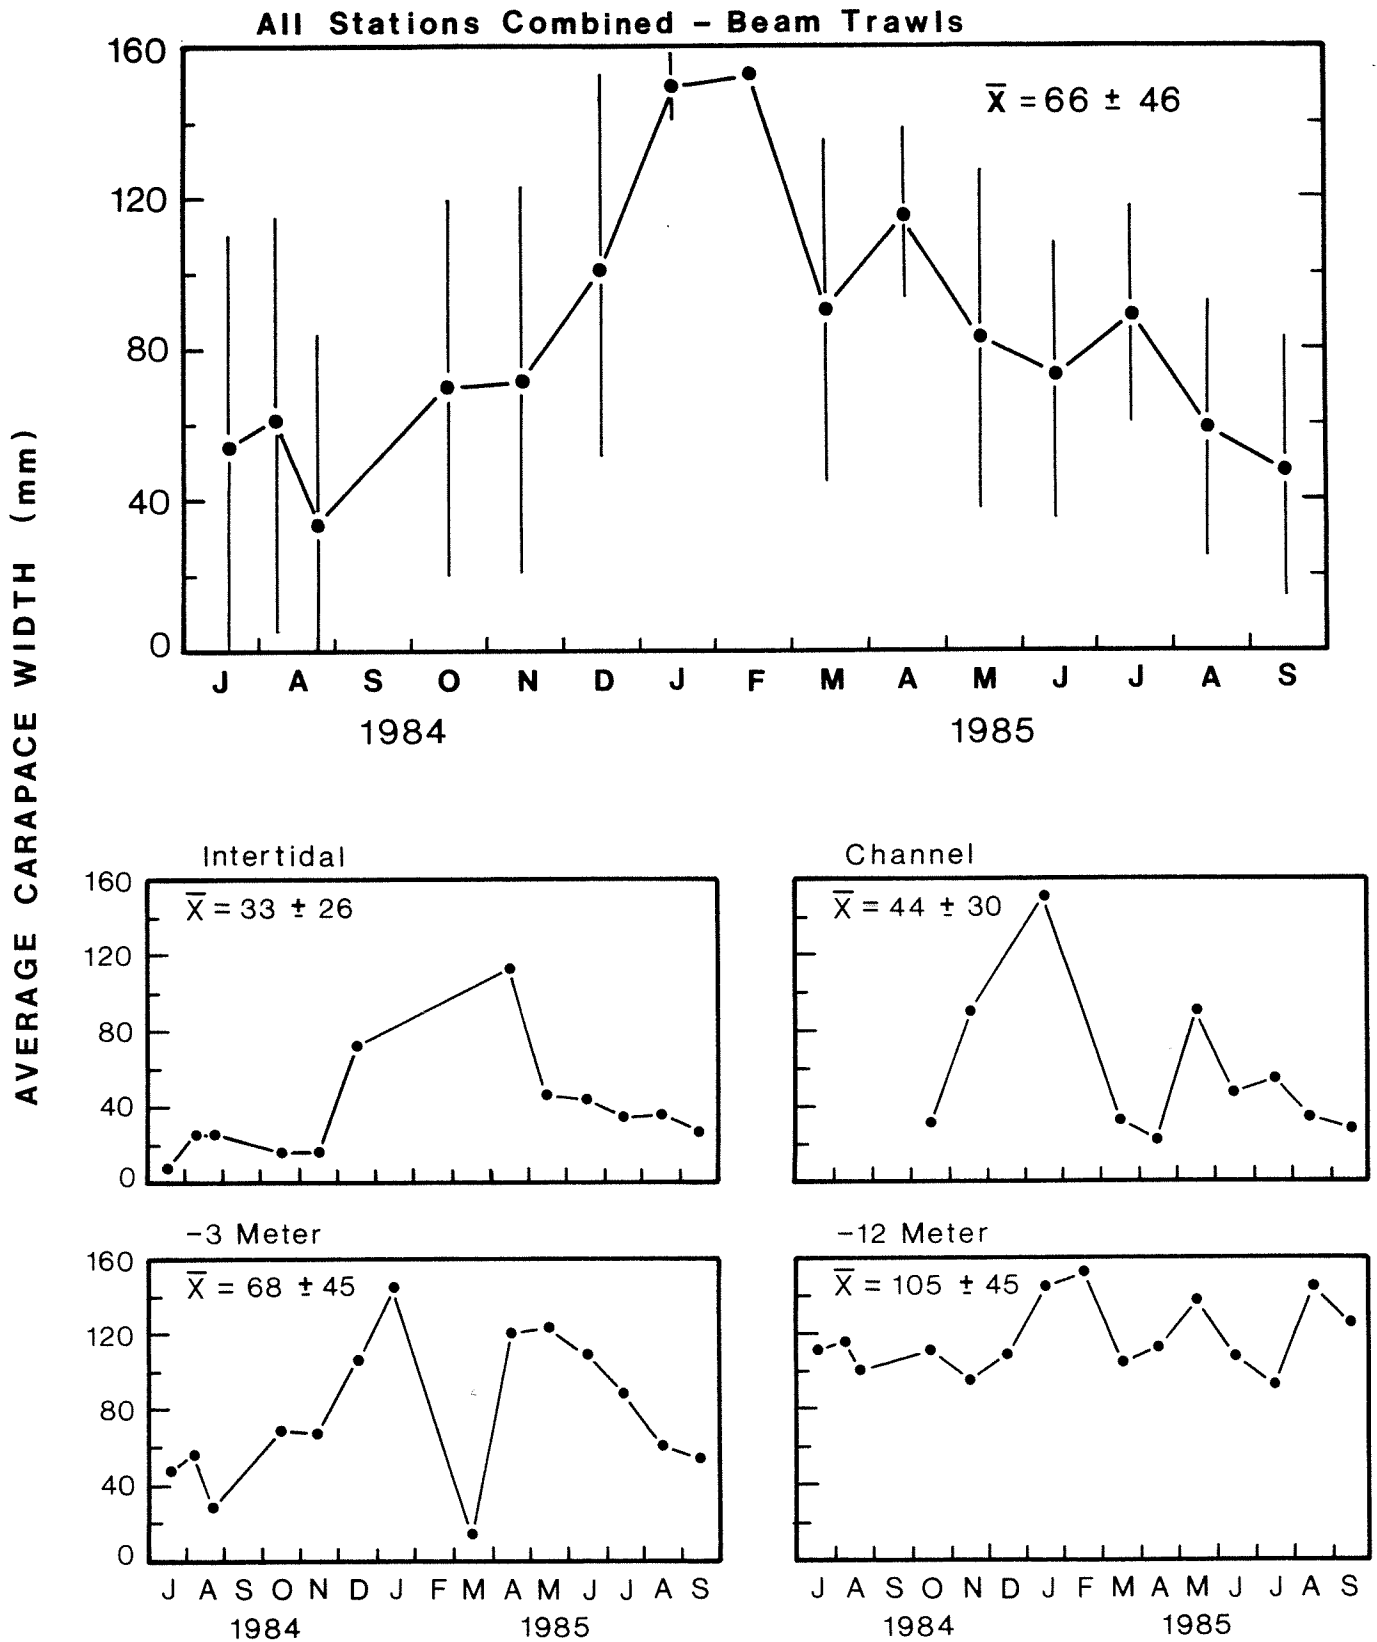 All Stations Combined – Beam Trawls
X̅ = 66 ± 46
160
120
80
40
0
J A S O N D J F M A M J J A S
1984 1985
AVERAGE CARAPACE WIDTH (mm)
Intertidal
X̅ = 33 ± 26
160
120
80
40
0
Channel
X̅ = 44 ± 30
–3 Meter
X̅ = 68 ± 45
160
120
80
40
0
J A S O N D J F M A M J J A S
1984 1985
–12 Meter
X̅ = 105 ± 45
J A S O N D J F M A M J J A S
1984 1985